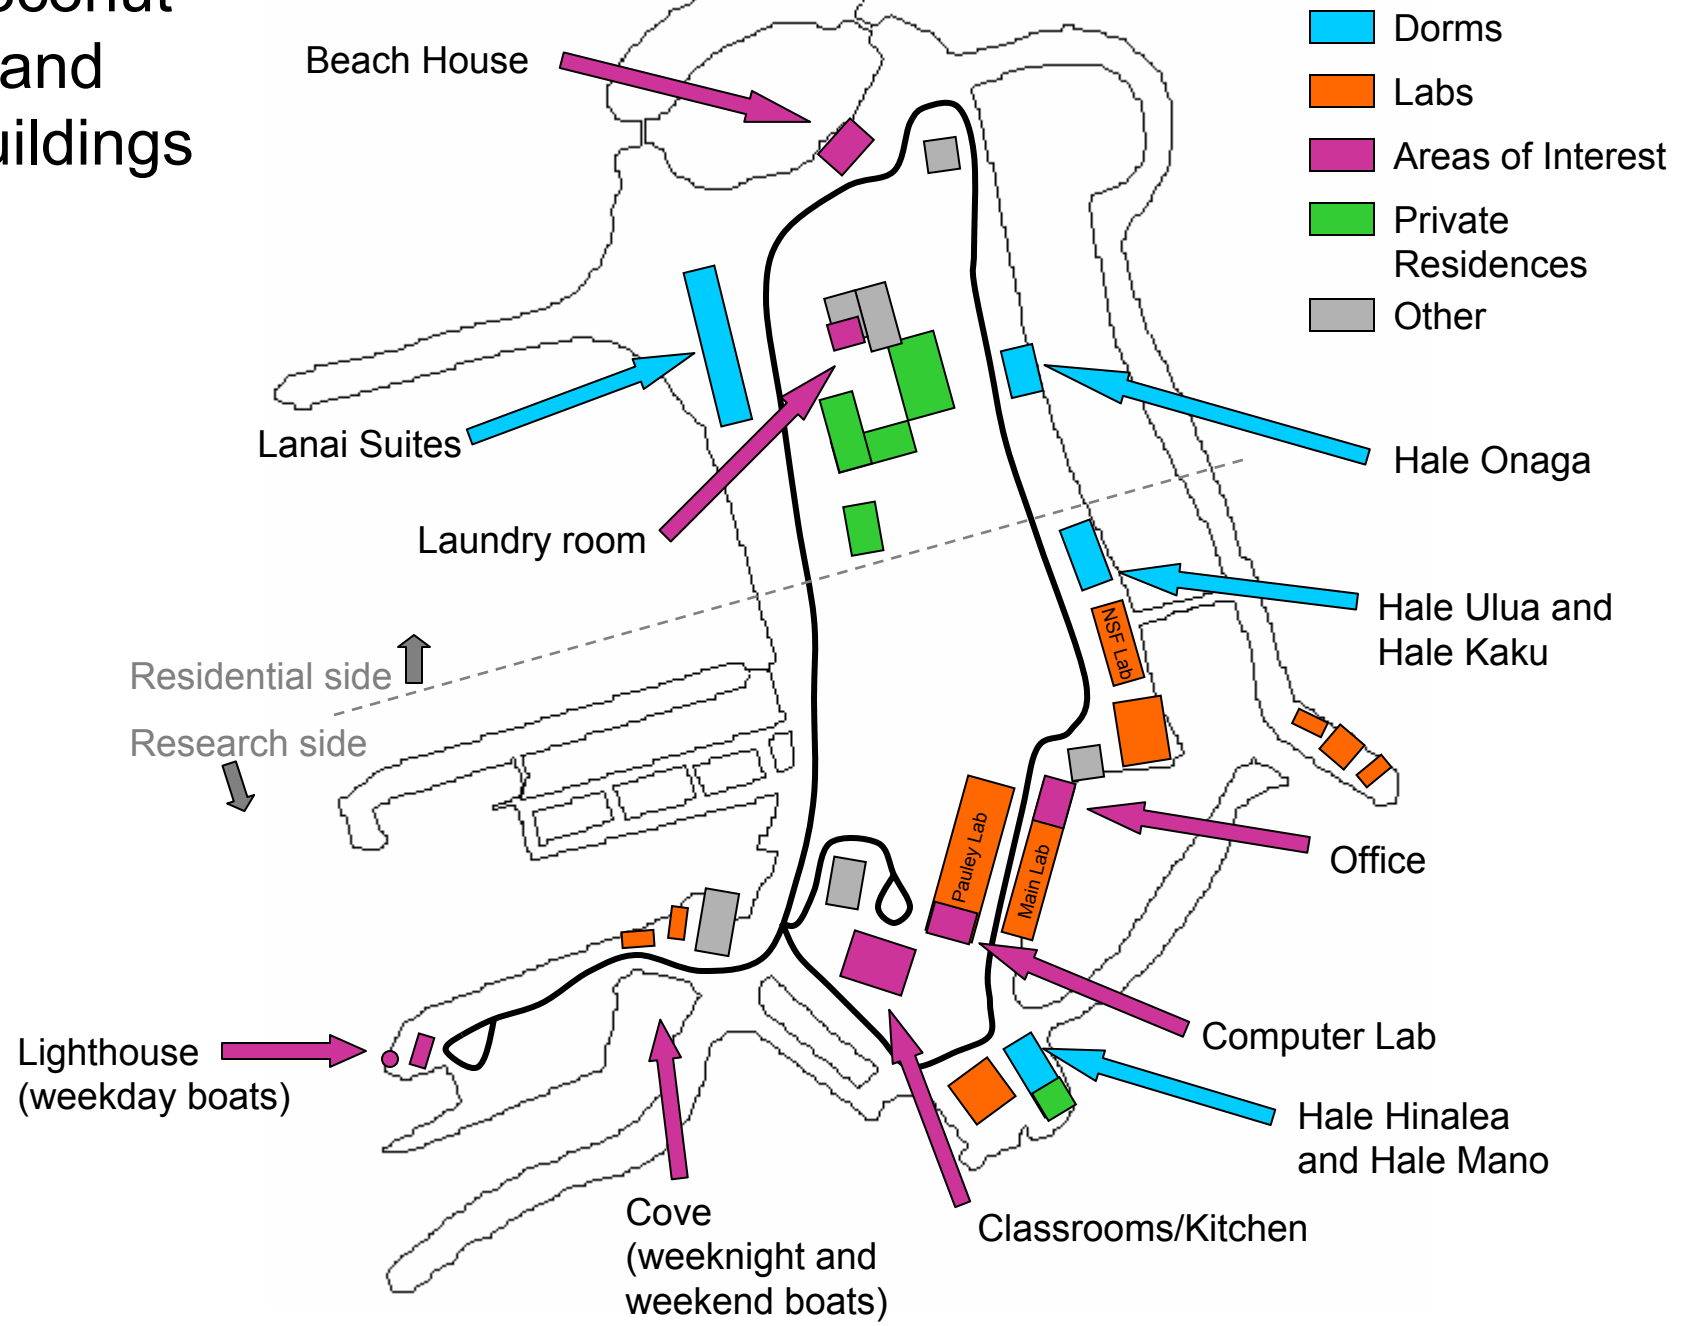 and
Beach House
Dorms
Labs
Areas of Interest
Private
Residences
Other
Lanai Suites
Hale Onaga
Laundry room
Hale Ulua and
Hale Kaku
NSF Lab
Residential side
Research side
Pauley Lab
Main Lab
Office
Computer Lab
Lighthouse
(weekday boats)
Hale Hinalea
and Hale Mano
Cove
(weeknight and
weekend boats)
Classrooms/Kitchen